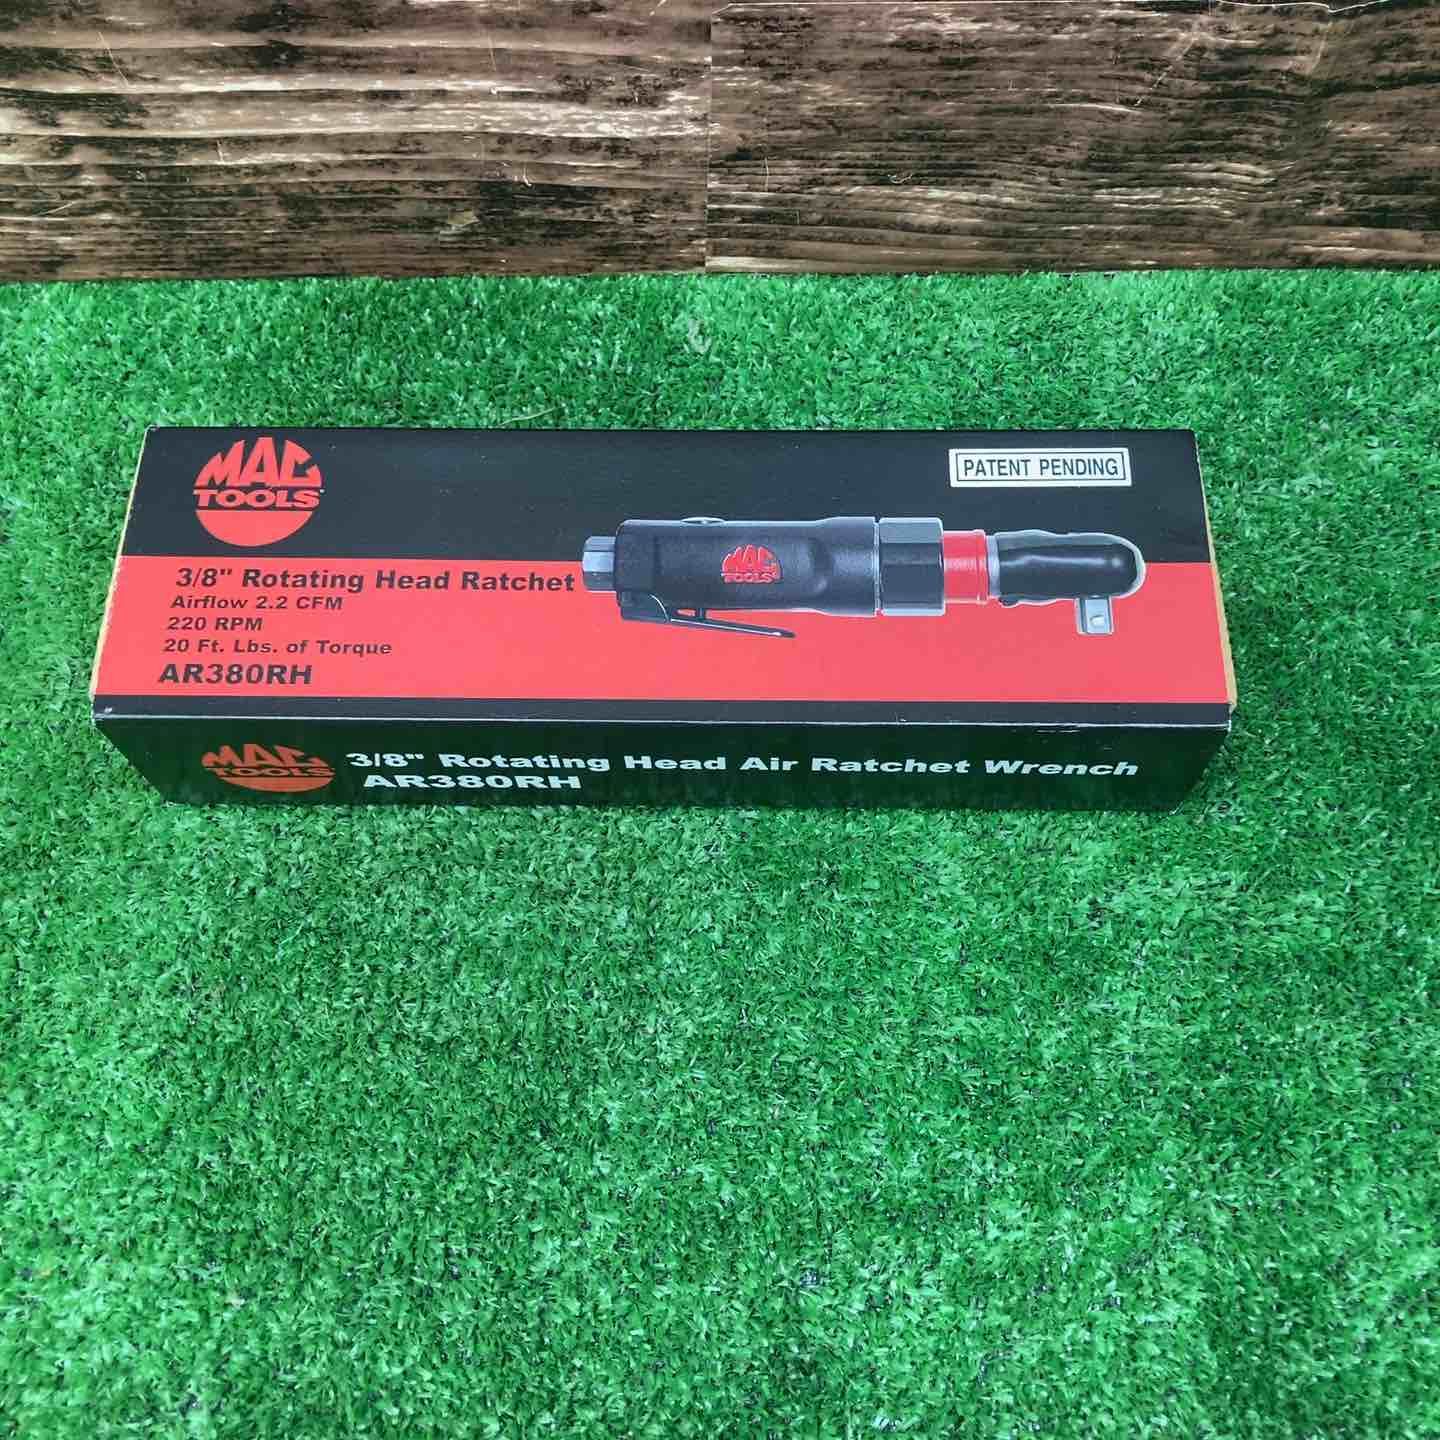 MAC
TOOLS®
PATENT PENDING
3/8" Rotating Head Ratchet
Airflow 2.2 CFM
220 RPM
20 Ft. Lbs. of Torque
AR380RH
MAC
TOOLS
MAC
TOOLS
3/8" Rotating Head Air Ratchet Wrench
AR380RH